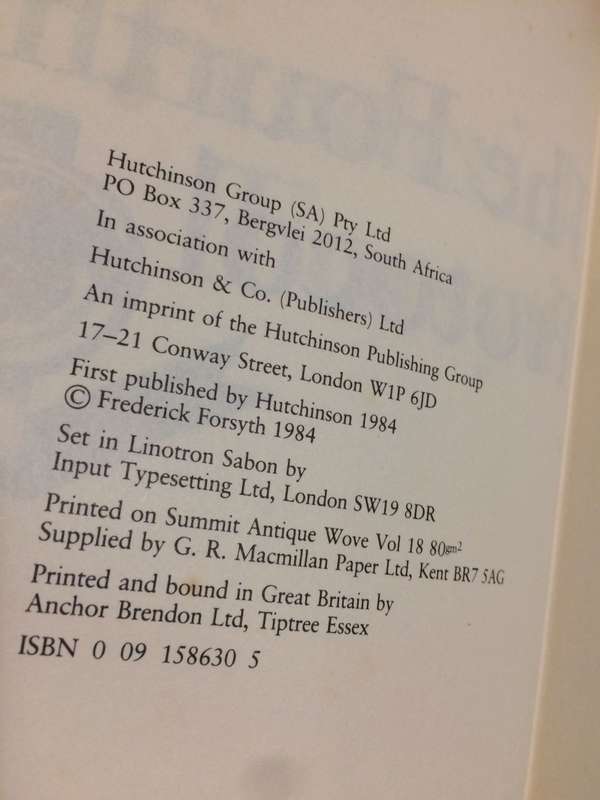 Hutchinson Group (SA) Pty Ltd
PO Box 337, Bergvlei 2012, South Africa
In association with
Hutchinson & Co. (Publishers) Ltd
An imprint of the Hutchinson Publishing Group
17–21 Conway Street, London W1P 6JD
First published by Hutchinson 1984
© Frederick Forsyth 1984
Set in Linotron Sabon by
Input Typesetting Ltd, London SW19 8DR
Printed on Summit Antique Wove Vol 18 80gm²
Supplied by G. R. Macmillan Paper Ltd, Kent BR7 5AG
Printed and bound in Great Britain by
Anchor Brendon Ltd, Tiptree Essex
ISBN 0 09 158630 5